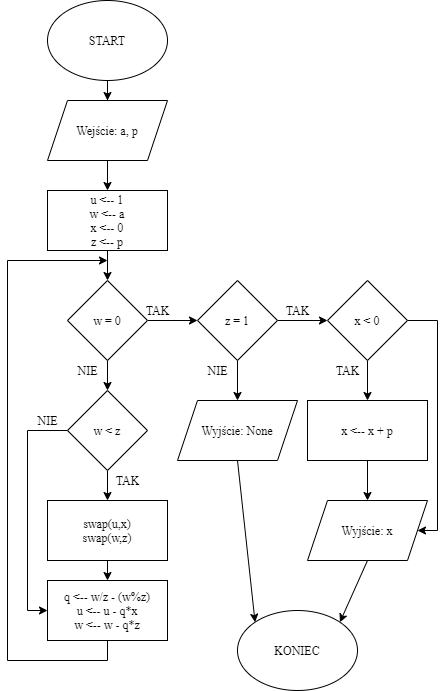 START
Wejście: a, p
u <-- 1
w <-- a
x <-- 0
z <-- p
w = 0
TAK
z = 1
TAK
x < 0
NIE
NIE
TAK
NIE
w < z
Wyjście: None
x <-- x + p
TAK
swap(u,x)
swap(w,z)
Wyjście: x
q <-- w/z - (w%z)
u <-- u - q*x
w <-- w - q*z
KONIEC